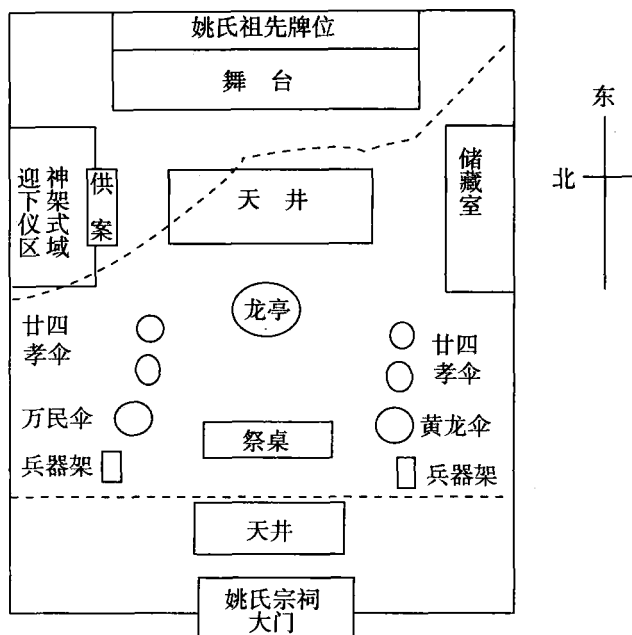 姚氏祖先牌位
舞 台
东
北
迎神
下架
仪式
区域
供案
天 井
储藏室
龙亭
廿四
孝伞
廿四
孝伞
万民伞
祭桌
黄龙伞
兵器架
兵器架
天井
姚氏宗祠
大门